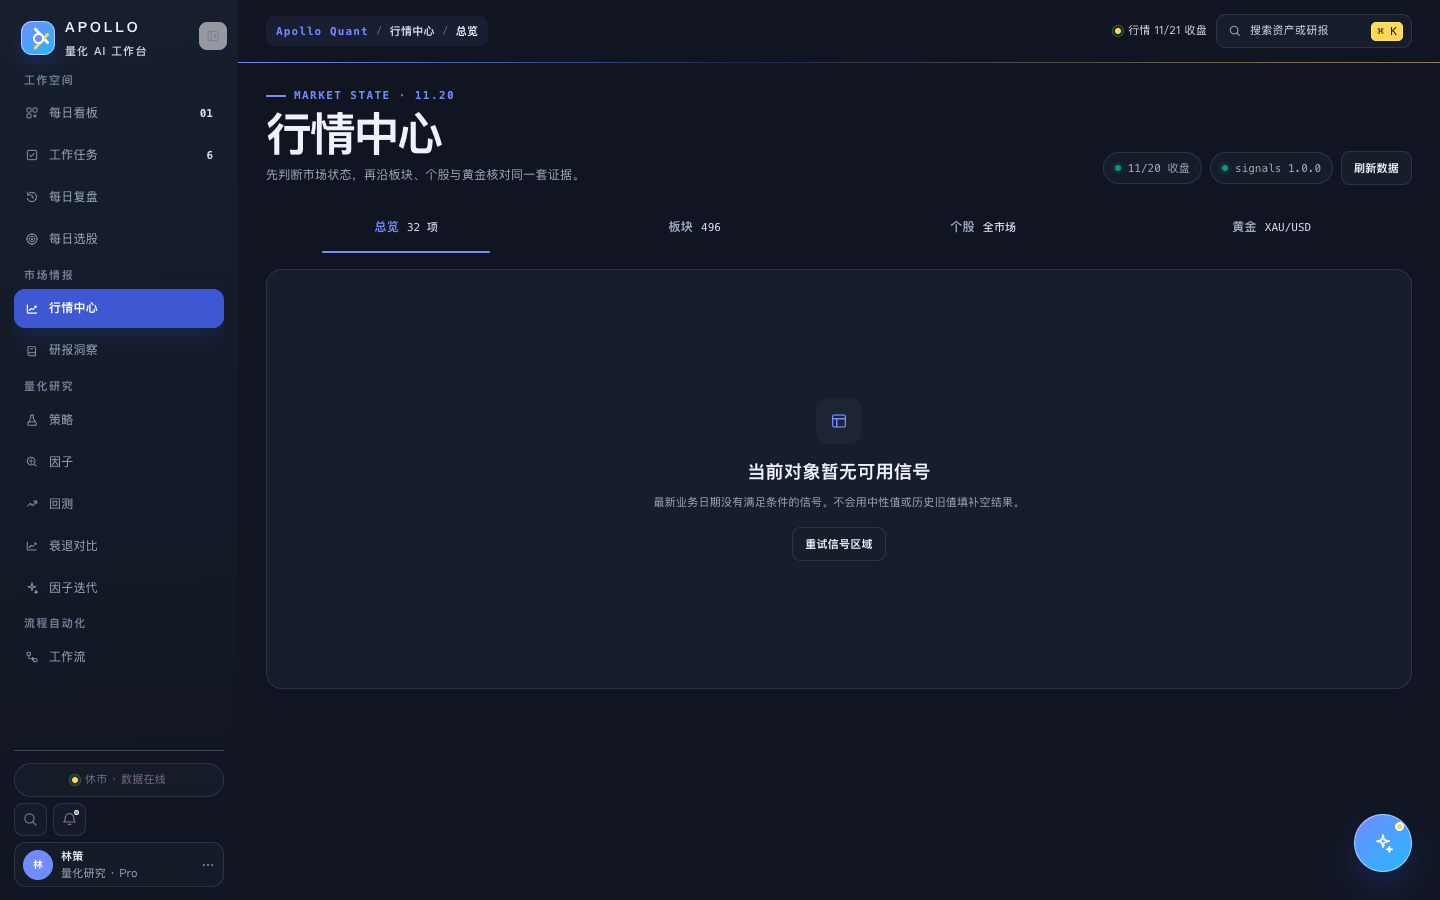 APOLLO
量化 AI 工作台
工作空间
每日看板 01
工作任务 6
每日复盘
每日选股
市场情报
行情中心
研报洞察
量化研究
策略
因子
回测
衰退对比
因子迭代
流程自动化
工作流
休市 · 数据在线
林
林策
量化研究 · Pro
Apollo Quant / 行情中心 / 总览
行情 11/21 收盘
搜索资产或研报
⌘ K
MARKET STATE · 11.20
行情中心
先判断市场状态，再沿板块、个股与黄金核对同一套证据。
11/20 收盘
signals 1.0.0
刷新数据
总览 32 项
板块 496
个股 全市场
黄金 XAU/USD
当前对象暂无可用信号
最新业务日期没有满足条件的信号。不会用中性值或历史旧值填补空结果。
重试信号区域